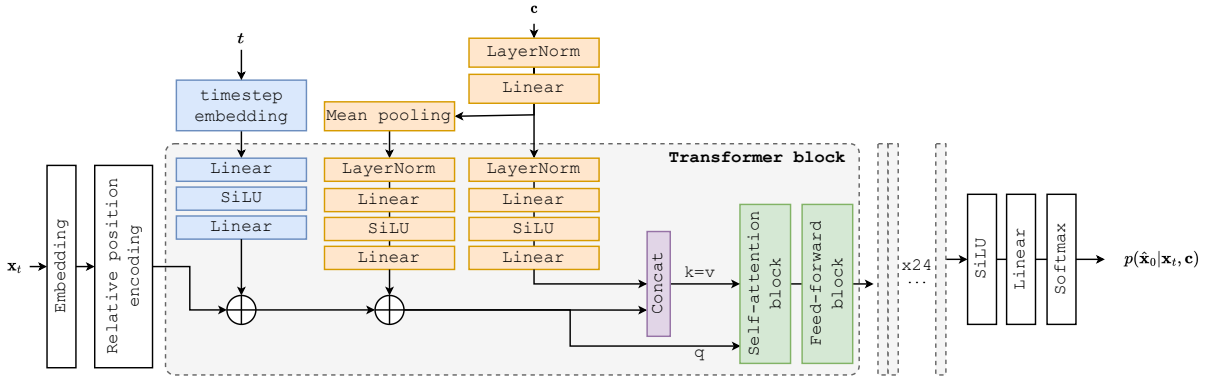 c
LayerNorm
Linear
t
timestep
embedding
Mean pooling
Transformer block
Linear
SiLU
Linear
LayerNorm
Linear
SiLU
Linear
LayerNorm
Linear
SiLU
Linear
x_t
Embedding
Relative position
encoding
Concat
k=v
q
Self-attention
block
Feed-forward
block
x24
...
SiLU
Linear
Softmax
p(x̂_0|x_t, c)